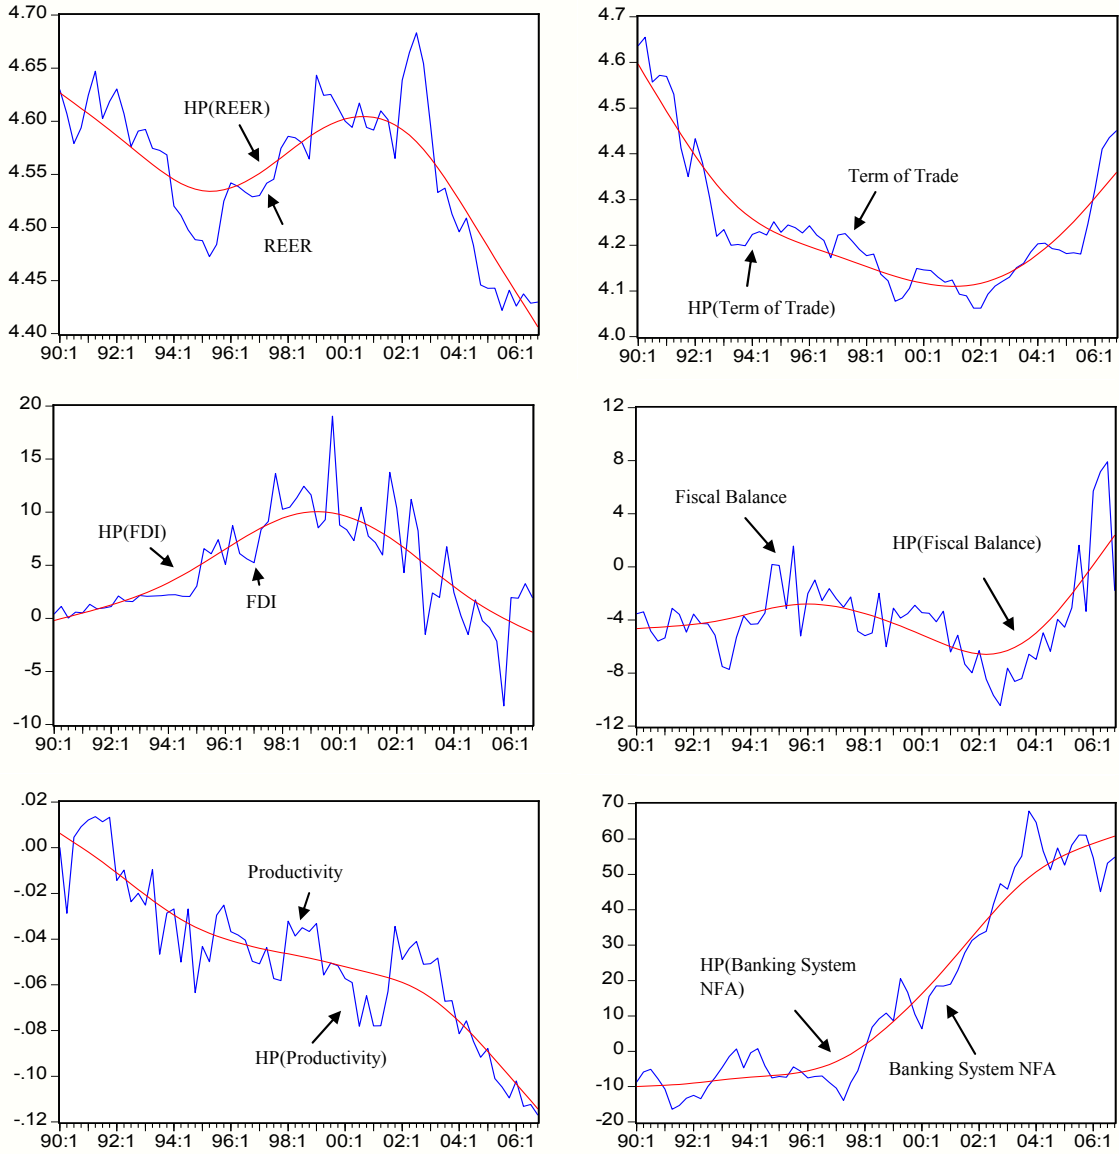 4.70
4.65
4.60
4.55
4.50
4.45
4.40
HP(REER)
REER
90:1 92:1 94:1 96:1 98:1 00:1 02:1 04:1 06:1
4.7
4.6
4.5
4.4
4.3
4.2
4.1
4.0
Term of Trade
HP(Term of Trade)
90:1 92:1 94:1 96:1 98:1 00:1 02:1 04:1 06:1
20
15
10
5
0
-5
-10
HP(FDI)
FDI
90:1 92:1 94:1 96:1 98:1 00:1 02:1 04:1 06:1
12
8
4
0
-4
-8
-12
Fiscal Balance
HP(Fiscal Balance)
90:1 92:1 94:1 96:1 98:1 00:1 02:1 04:1 06:1
.02
.00
-.02
-.04
-.06
-.08
-.10
-.12
Productivity
HP(Productivity)
90:1 92:1 94:1 96:1 98:1 00:1 02:1 04:1 06:1
70
60
50
40
30
20
10
0
-10
-20
HP(Banking System
NFA)
Banking System NFA
90:1 92:1 94:1 96:1 98:1 00:1 02:1 04:1 06:1